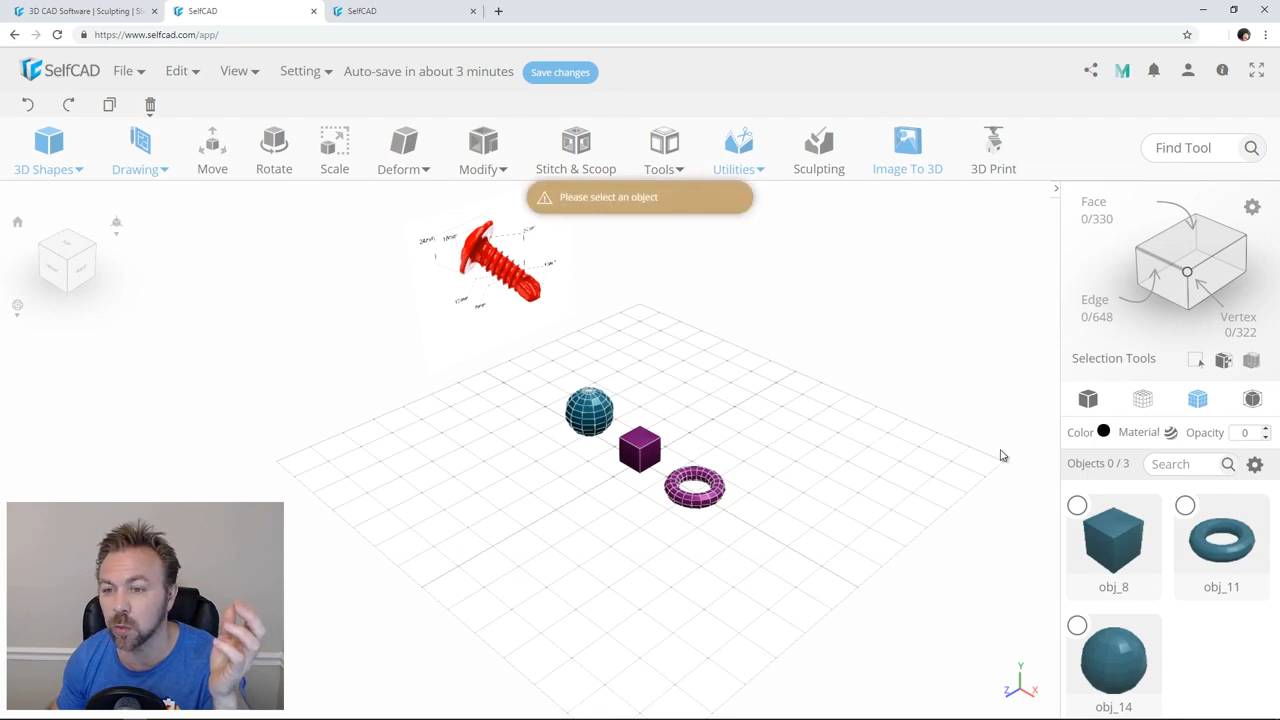 3D CAD Software | Sculpting | Sl
SelfCAD
SelfCAD
https://www.selfcad.com/app/
SelfCAD
File
Edit
View
Setting
Auto-save in about 3 minutes
Save changes
3D Shapes
Drawing
Move
Rotate
Scale
Deform
Modify
Stitch & Scoop
Tools
Utilities
Sculpting
Image To 3D
3D Print
Find Tool
Please select an object
Face
0/330
Edge
0/648
Vertex
0/322
Selection Tools
Color
Material
Opacity
0
Objects 0 / 3
Search
obj_8
obj_11
obj_14
Y
Z
X